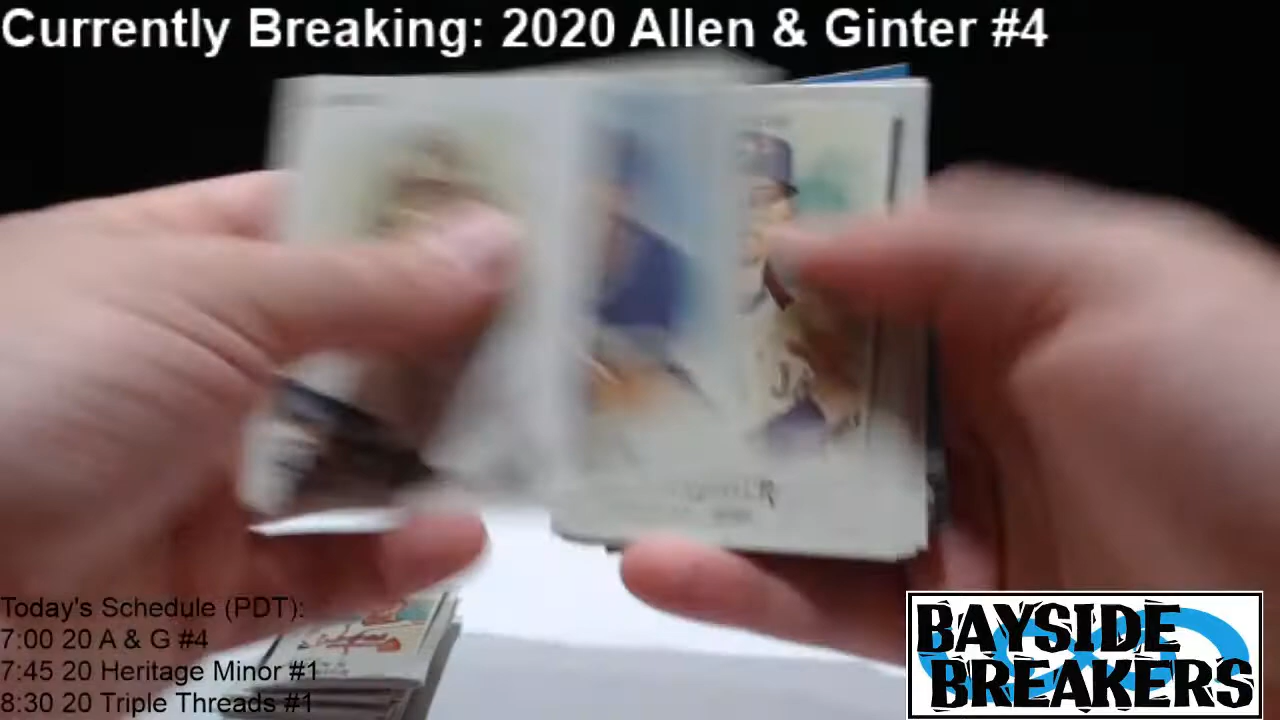 Currently Breaking: 2020 Allen & Ginter #4
Today's Schedule (PDT):
7:00 20 A & G #4
7:45 20 Heritage Minor #1
8:30 20 Triple Threads #1
BAYSIDE
BREAKERS